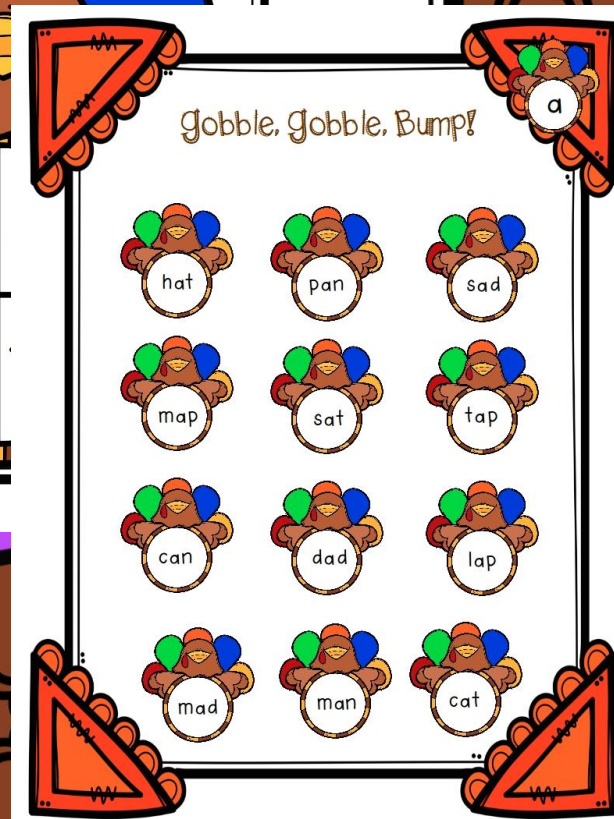 a
Gobble, Gobble, Bump!
hat pan sad
map sat tap
can dad lap
mad man cat